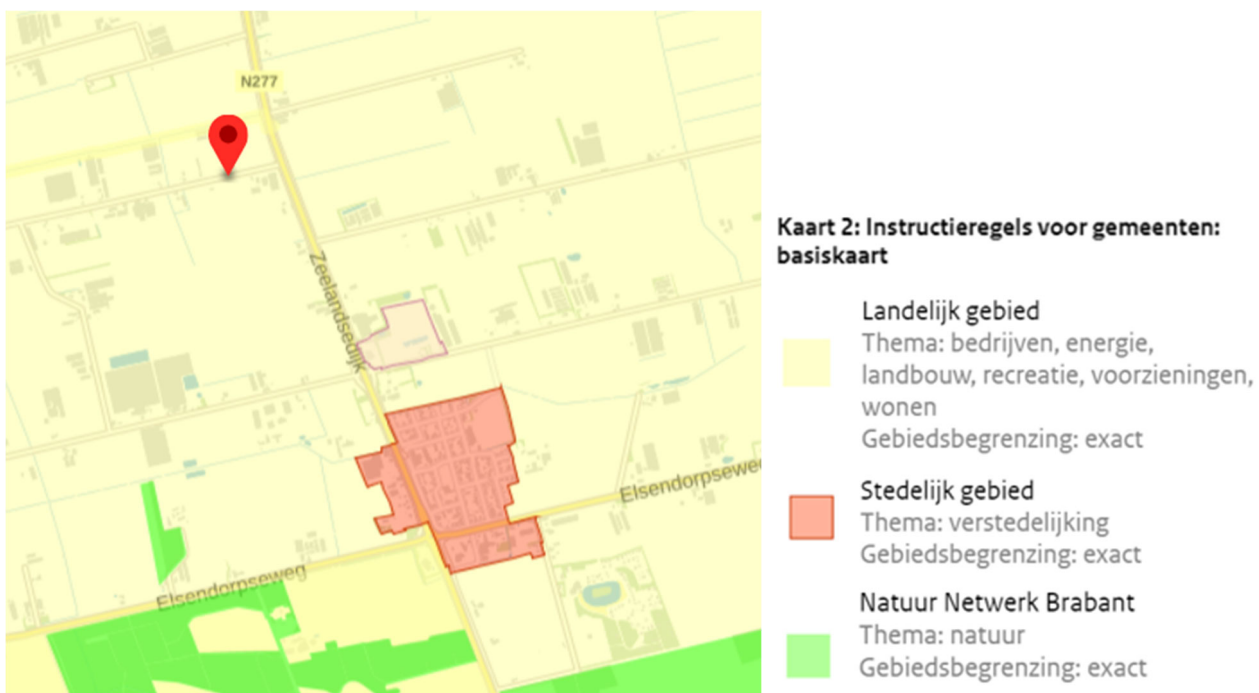 N277
Zeelandsedijk
Elsendorpseweg
Elsendorpseweg
Kaart 2: Instructieregels voor gemeenten:
basiskaart
Landelijk gebied
Thema: bedrijven, energie,
landbouw, recreatie, voorzieningen,
wonen
Gebiedsbegrenzing: exact
Stedelijk gebied
Thema: verstedelijking
Gebiedsbegrenzing: exact
Natuur Netwerk Brabant
Thema: natuur
Gebiedsbegrenzing: exact